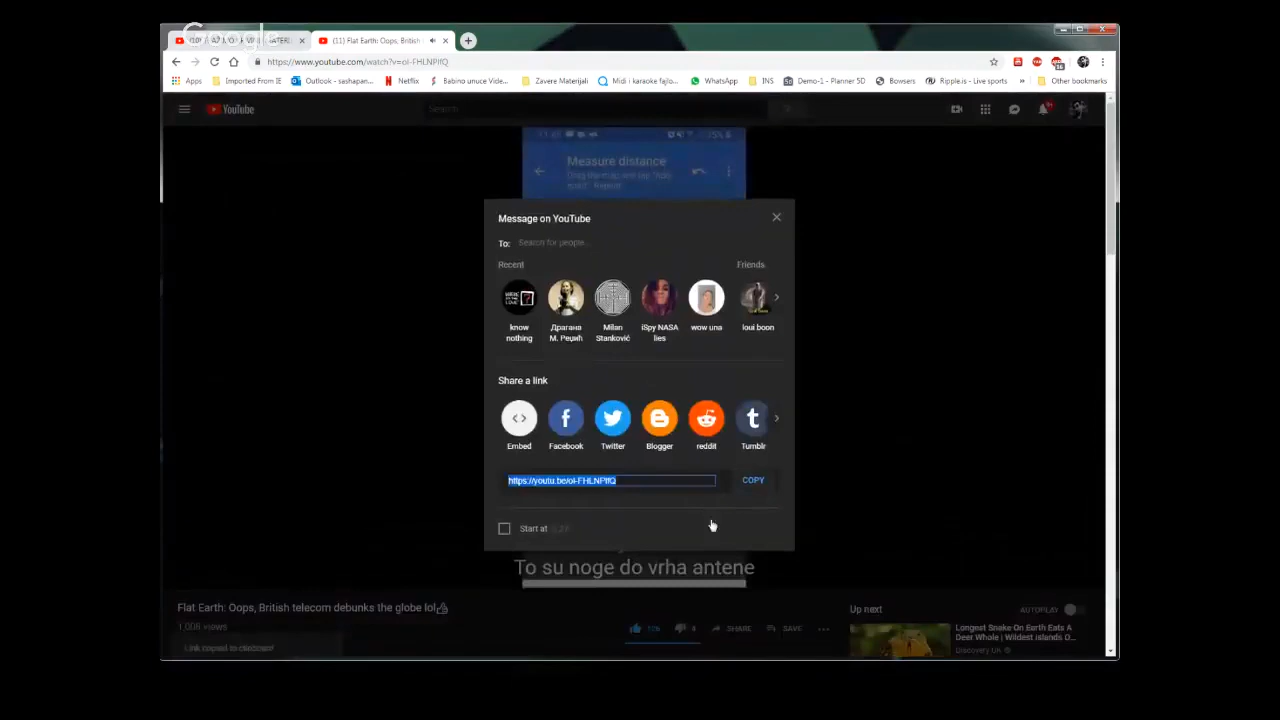 Google
(11) Flat Earth: Oops, British
https://www.youtube.com/watch?v=ol-FHLNPlfQ
Apps Imported From IE Outlook - sashapan... Netflix Babino unuce Vide... Zavere Materijali Midi i karaoke fajlo... WhatsApp INS Demo-1 - Planner 5D Bowsers Ripple.is - Live sports » Other bookmarks
YouTube
Search
Measure distance
Message on YouTube
To: Search for people...
Recent Friends
know nothing
Драгана М. Рецић
Milan Stanković
iSpy NASA lies
wow una
loui boon
Share a link
Embed Facebook Twitter Blogger reddit Tumblr
https://youtu.be/ol-FHLNPlfQ COPY
Start at
To su noge do vrha antene
Flat Earth: Oops, British telecom debunks the globe lol
1,008 views
SHARE SAVE
Link copied to clipboard
Up next AUTOPLAY
Longest Snake On Earth Eats A
Deer Whole | Wildest Islands O...
Discovery UK